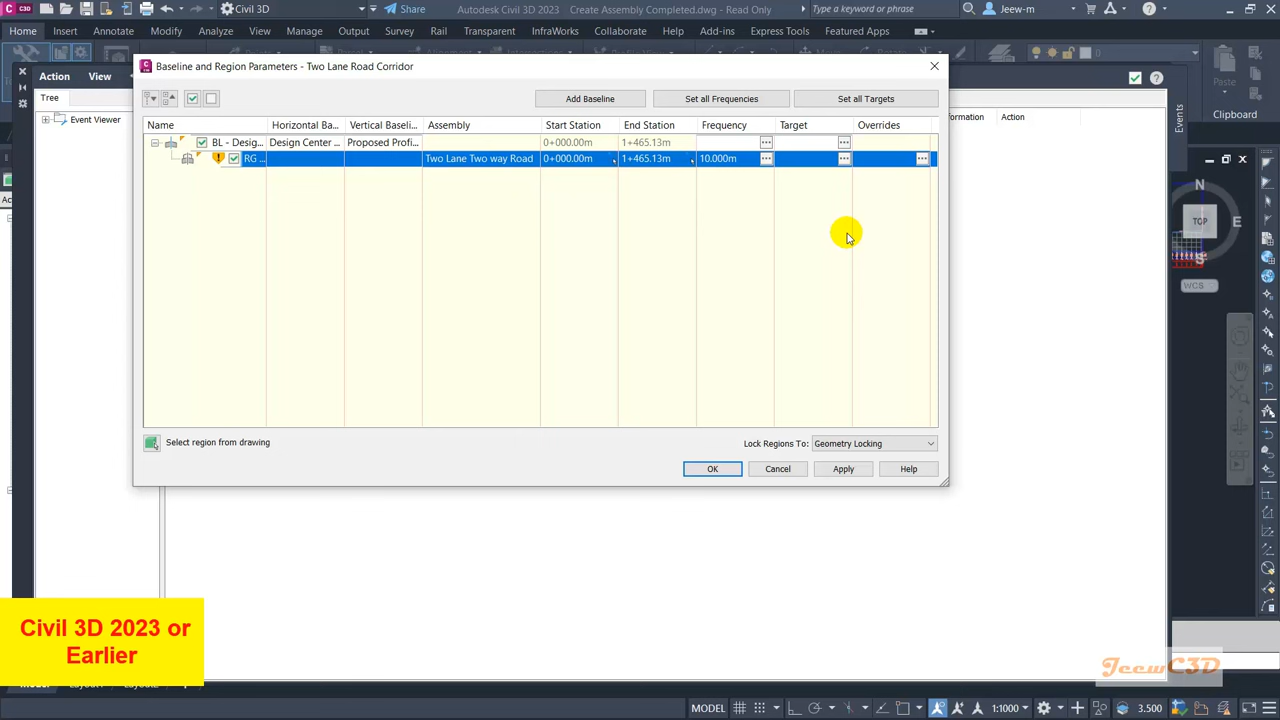 C3D
Civil 3D
Share
Autodesk Civil 3D 2023
Create Assembly Completed.dwg - Read Only
Type a keyword or phrase
Jeew-m
Home
Insert
Annotate
Modify
Analyze
View
Manage
Output
Survey
Rail
Transparent
InfraWorks
Collaborate
Help
Add-ins
Express Tools
Featured Apps
Baseline and Region Parameters - Two Lane Road Corridor
Action
View
Paste
Tree
Add Baseline
Set all Frequencies
Set all Targets
Event Viewer
Action
Events
Name
Horizontal Ba...
Vertical Baseli...
Assembly
Start Station
End Station
Frequency
Target
Overrides
BL - Desig...
Design Center ...
Proposed Profi...
0+000.00m
1+465.13m
RG ...
Two Lane Two way Road
0+000.00m
1+465.13m
10.000m
N
TOP
E
S
WCS
Select region from drawing
Lock Regions To:
Geometry Locking
OK
Cancel
Apply
Help
Civil 3D 2023 or
Earlier
JeewC3D
MODEL
1:1000
3.500